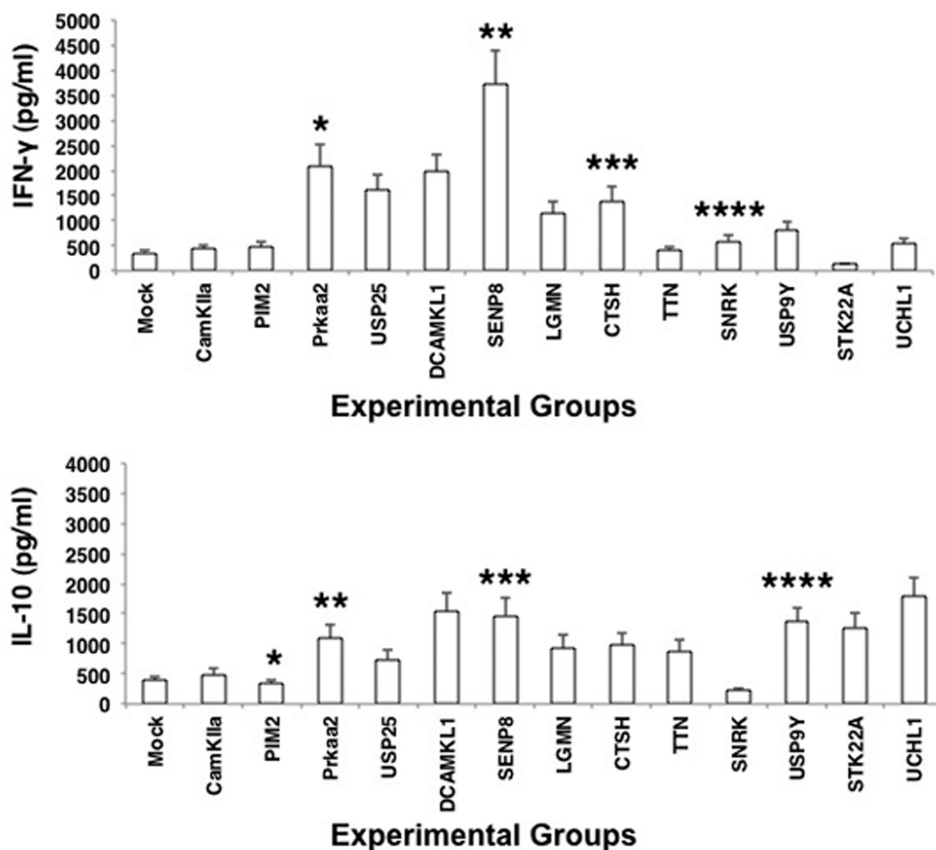 IFN-γ (pg/ml)
5000
4500
4000
3500
3000
2500
2000
1500
1000
500
0
*
**
***
****
Mock
CamKIIa
PIM2
Prkaa2
USP25
DCAMKL1
SENP8
LGMN
CTSH
TTN
SNRK
USP9Y
STK22A
UCHL1
Experimental Groups
IL-10 (pg/ml)
4000
3500
3000
2500
2000
1500
1000
500
0
*
**
***
****
Mock
CamKIIa
PIM2
Prkaa2
USP25
DCAMKL1
SENP8
LGMN
CTSH
TTN
SNRK
USP9Y
STK22A
UCHL1
Experimental Groups